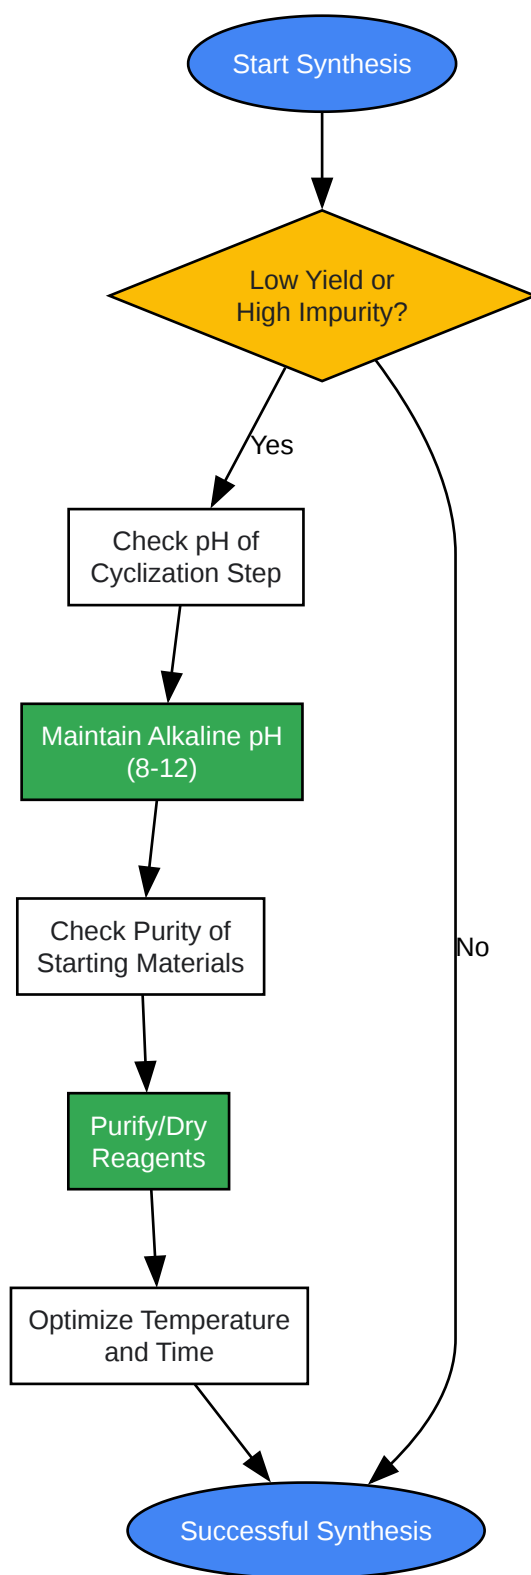 Start Synthesis
Low Yield or
High Impurity?
Yes
Check pH of
Cyclization Step
Maintain Alkaline pH
(8-12)
Check Purity of
Starting Materials
No
Purify/Dry
Reagents
Optimize Temperature
and Time
Successful Synthesis